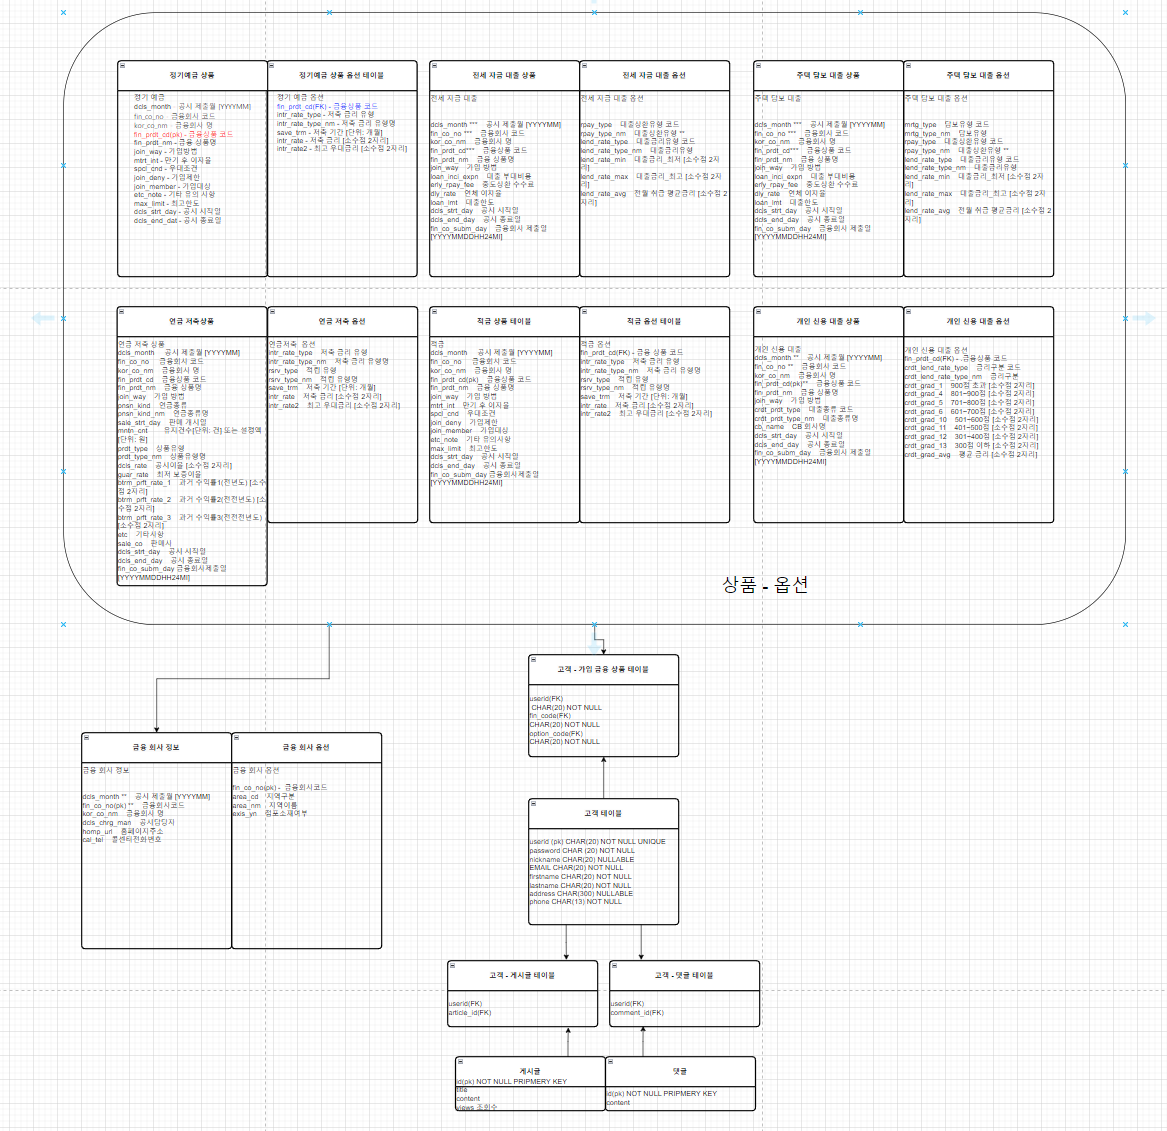 정기예금 상품
정기 예금
dcls_month 공시 제출월 [YYYYMM]
fin_co_no 금융회사 코드
kor_co_nm 금융회사 명
fin_prdt_cd(pk) - 금융상품 코드
fin_prdt_nm - 금융 상품명
join_way - 가입방법
mtrt_int - 만기 후 이자율
spcl_cnd - 우대조건
join_deny - 가입제한
join_member - 가입대상
etc_note - 기타 유의 사항
max_limit - 최고한도
dcls_strt_day - 공시 시작일
dcls_end_dat - 공시 종료일
정기예금 상품 옵션 테이블
정기 예금 옵션
fin_prdt_cd(FK) - 금융상품 코드
intr_rate_type - 저축 금리 유형
intr_rate_type_nm - 저축 금리 유형명
save_trm - 저축 기간 [단위: 개월]
intr_rate - 저축 금리 [소수점 2자리]
intr_rate2 - 최고 우대금리 [소수점 2자리]
전세 자금 대출 상품
전세 자금 대출
dcls_month *** 공시 제출월 [YYYYMM]
fin_co_no *** 금융회사 코드
kor_co_nm 금융회사 명
fin_prdt_cd*** 금융상품 코드
fin_prdt_nm 금융 상품명
join_way 가입 방법
loan_inci_expn 대출 부대비용
erly_rpay_fee 중도상환 수수료
dly_rate 연체 이자율
loan_lmt 대출한도
dcls_strt_day 공시 시작일
dcls_end_day 공시 종료일
fin_co_subm_day 금융회사 제출일
[YYYYMMDDHH24MI]
전세 자금 대출 옵션
전세 자금 대출 옵션
rpay_type 대출상환유형 코드
rpay_type_nm 대출상환유형 **
lend_rate_type 대출금리유형 코드
lend_rate_type_nm 대출금리유형
lend_rate_min 대출금리_최저 [소수점 2자
리]
lend_rate_max 대출금리_최고 [소수점 2자
리]
lend_rate_avg 전월 취급 평균금리 [소수점 2
자리]
주택 담보 대출 상품
주택 담보 대출
dcls_month *** 공시 제출월 [YYYYMM]
fin_co_no *** 금융회사 코드
kor_co_nm 금융회사 명
fin_prdt_cd*** 금융상품 코드
fin_prdt_nm 금융 상품명
join_way 가입 방법
loan_inci_expn 대출 부대비용
erly_rpay_fee 중도상환 수수료
dly_rate 연체 이자율
loan_lmt 대출한도
dcls_strt_day 공시 시작일
dcls_end_day 공시 종료일
fin_co_subm_day 금융회사 제출일
[YYYYMMDDHH24MI]
주택 담보 대출 옵션
주택 담보 대출 옵션
mrtg_type 담보유형 코드
mrtg_type_nm 담보유형
rpay_type 대출상환유형 코드
rpay_type_nm 대출상환유형 **
lend_rate_type 대출금리유형 코드
lend_rate_type_nm 대출금리유형
lend_rate_min 대출금리_최저 [소수점 2자
리]
lend_rate_max 대출금리_최고 [소수점 2자
리]
lend_rate_avg 전월 취급 평균금리 [소수점 2
자리]
연금 저축상품
연금 저축 상품
dcls_month 공시 제출월 [YYYYMM]
fin_co_no 금융회사 코드
kor_co_nm 금융회사 명
fin_prdt_cd 금융상품 코드
fin_prdt_nm 금융 상품명
join_way 가입 방법
pnsn_kind 연금종류
pnsn_kind_nm 연금종류명
sale_strt_day 판매 개시일
mntn_cnt 유지건수[단위: 건] 또는 설정액
[단위: 원]
prdt_type 상품유형
prdt_type_nm 상품유형명
dcls_rate 공시이율 [소수점 2자리]
guar_rate 최저 보증이율
btrm_prft_rate_1 과거 수익률1(전년도) [소수
점 2자리]
btrm_prft_rate_2 과거 수익률2(전전년도) [소
수점 2자리]
btrm_prft_rate_3 과거 수익률3(전전전년도)
[소수점 2자리]
etc 기타사항
sale_co 판매사
dcls_strt_day 공시 시작일
dcls_end_day 공시 종료일
fin_co_subm_day 금융회사제출일
[YYYYMMDDHH24MI]
연금 저축 옵션
연금저축 옵션
intr_rate_type 저축 금리 유형
intr_rate_type_nm 저축 금리 유형명
rsrv_type 적립 유형
rsrv_type_nm 적립 유형명
save_trm 저축 기간 [단위: 개월]
intr_rate 저축 금리 [소수점 2자리]
intr_rate2 최고 우대금리 [소수점 2자리]
적금 상품 테이블
적금
dcls_month 공시 제출월 [YYYYMM]
fin_co_no 금융회사 코드
kor_co_nm 금융회사 명
fin_prdt_cd(pk) 금융상품 코드
fin_prdt_nm 금융 상품명
join_way 가입 방법
mtrt_int 만기 후 이자율
spcl_cnd 우대조건
join_deny 가입제한
join_member 가입대상
etc_note 기타 유의사항
max_limit 최고한도
dcls_strt_day 공시 시작일
dcls_end_day 공시 종료일
fin_co_subm_day 금융회사제출일
[YYYYMMDDHH24MI]
적금 옵션 테이블
적금 옵션
fin_prdt_cd(FK) - 금융 상품 코드
intr_rate_type 저축 금리 유형
intr_rate_type_nm 저축 금리 유형명
rsrv_type 적립 유형
rsrv_type_nm 적립 유형명
save_trm 저축 기간 [단위: 개월]
intr_rate 저축 금리 [소수점 2자리]
intr_rate2 최고 우대금리 [소수점 2자리]
개인 신용 대출 상품
개인 신용 대출
dcls_month ** 공시 제출월 [YYYYMM]
fin_co_no ** 금융회사 코드
kor_co_nm 금융회사 명
fin_prdt_cd(pk)** 금융상품 코드
fin_prdt_nm 금융 상품명
join_way 가입 방법
crdt_prdt_type 대출종류 코드
crdt_prdt_type_nm 대출종류명
cb_name CB 회사명
dcls_strt_day 공시 시작일
dcls_end_day 공시 종료일
fin_co_subm_day 금융회사 제출일
[YYYYMMDDHH24MI]
개인 신용 대출 옵션
개인 신용 대출 옵션
fin_prdt_cd(FK) - .금융상품 코드
crdt_lend_rate_type 금리구분 코드
crdt_lend_rate_type_nm 금리구분
crdt_grad_1 900점 초과 [소수점 2자리]
crdt_grad_4 801~900점 [소수점 2자리]
crdt_grad_5 701~800점 [소수점 2자리]
crdt_grad_6 601~700점 [소수점 2자리]
crdt_grad_10 501~600점 [소수점 2자리]
crdt_grad_11 401~500점 [소수점 2자리]
crdt_grad_12 301~400점 [소수점 2자리]
crdt_grad_13 300점 이하 [소수점 2자리]
crdt_grad_avg 평균 금리 [소수점 2자리]
상품 - 옵션
고객 - 가입 금융 상품 테이블
userid(FK)
CHAR(20) NOT NULL
fin_code(FK)
CHAR(20) NOT NULL
option_code(FK)
CHAR(20) NOT NULL
금융 회사 정보
금융 회사 정보
dcls_month ** 공시 제출월 [YYYYMM]
fin_co_no(pk) ** 금융회사코드
kor_co_nm 금융회사 명
dcls_chrg_man 공시담당자
homp_url 홈페이지주소
cal_tel 콜센터전화번호
금융 회사 옵션
금융 회사 옵션
fin_co_no(pk) - 금융회사코드
area_cd 지역구분
area_nm 지역이름
exis_yn 점포소재여부
고객 테이블
userid (pk) CHAR(20) NOT NULL UNIQUE
password CHAR (20) NOT NULL
nickname CHAR(20) NULLABLE
EMAIL CHAR(20) NOT NULL
firstname CHAR(20) NOT NULL
lastname CHAR(20) NOT NULL
address CHAR(300) NULLABLE
phone CHAR(13) NOT NULL
고객 - 게시글 테이블
userid(FK)
article_id(FK)
고객 - 댓글 테이블
userid(FK)
comment_id(FK)
게시글
id(pk) NOT NULL PRIPMERY KEY
title
content
views 조회수
댓글
id(pk) NOT NULL PRIPMERY KEY
content